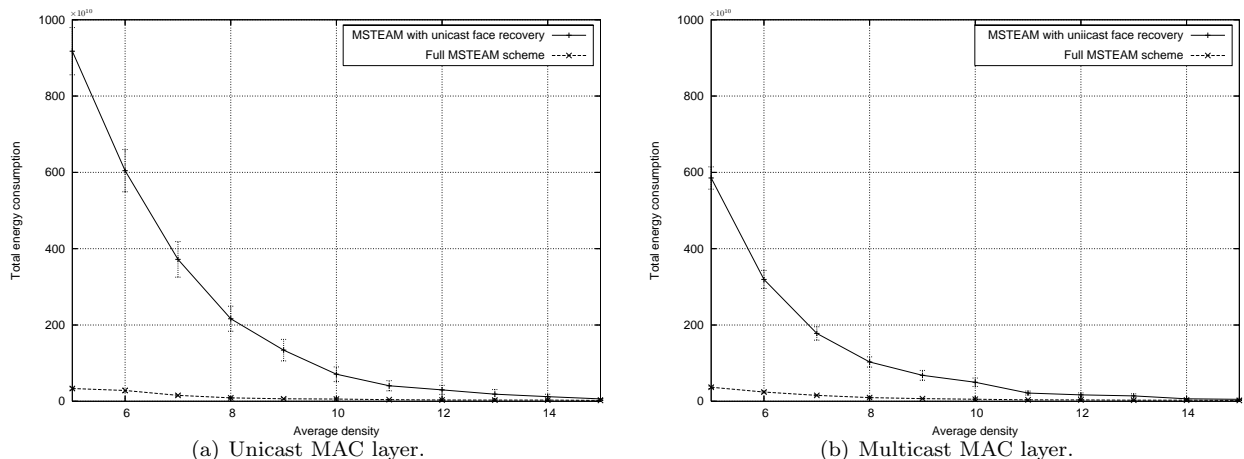 ×10¹⁰
1000
800
600
400
200
0
6
8
10
12
14
Total energy consumption
Average density
MSTEAM with unicast face recovery
Full MSTEAM scheme
(a) Unicast MAC layer.
×10¹⁰
1000
800
600
400
200
0
6
8
10
12
14
Total energy consumption
Average density
MSTEAM with uniicast face recovery
Full MSTEAM scheme
(b) Multicast MAC layer.